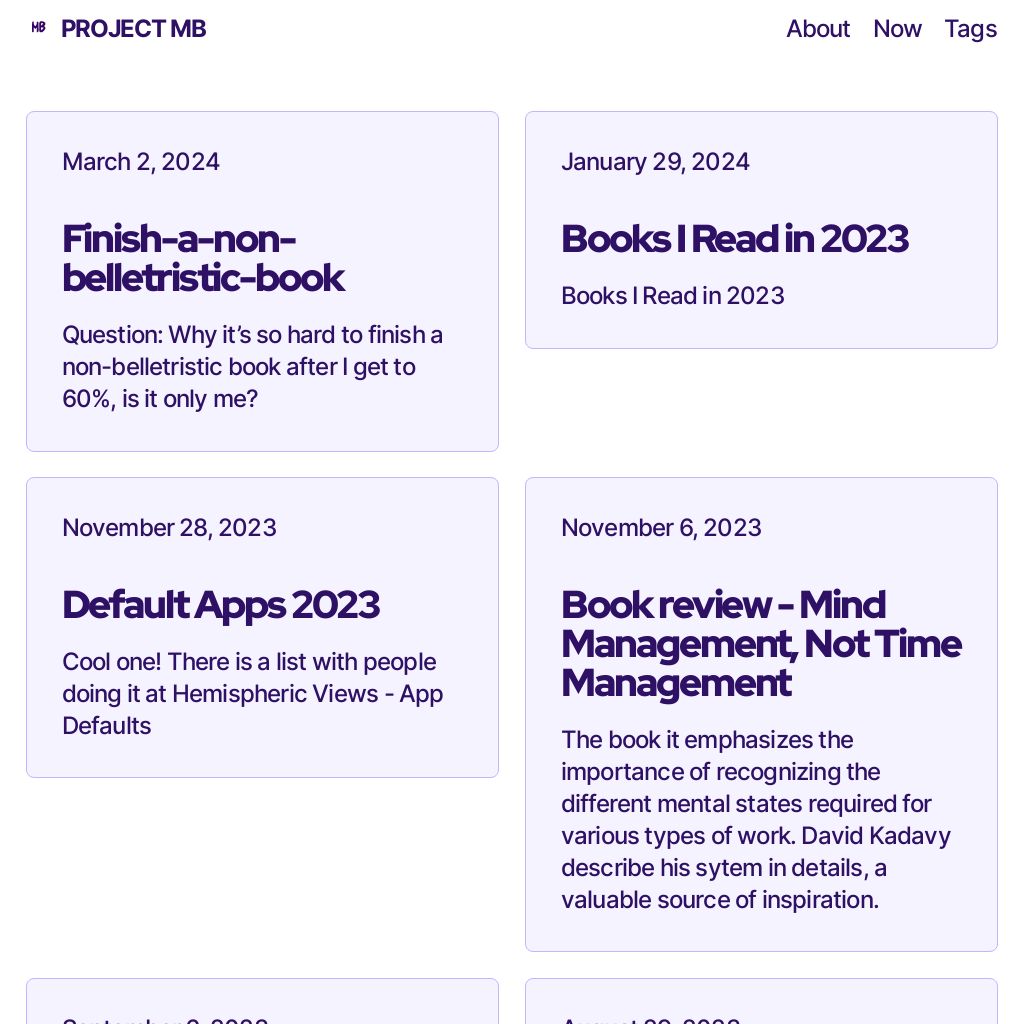 MB PROJECT MB
About Now Tags
March 2, 2024
Finish-a-non-
belletristic-book
Question: Why it’s so hard to finish a
non-belletristic book after I get to
60%, is it only me?
January 29, 2024
Books I Read in 2023
Books I Read in 2023
November 28, 2023
Default Apps 2023
Cool one! There is a list with people
doing it at Hemispheric Views - App
Defaults
November 6, 2023
Book review - Mind
Management, Not Time
Management
The book it emphasizes the
importance of recognizing the
different mental states required for
various types of work. David Kadavy
describe his sytem in details, a
valuable source of inspiration.